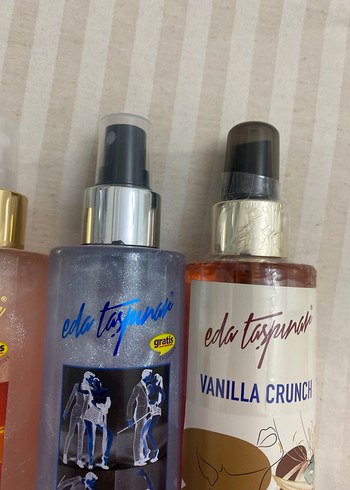 eda taşpınar®
gratis
eda taşpınar®
VANILLA CRUNCH